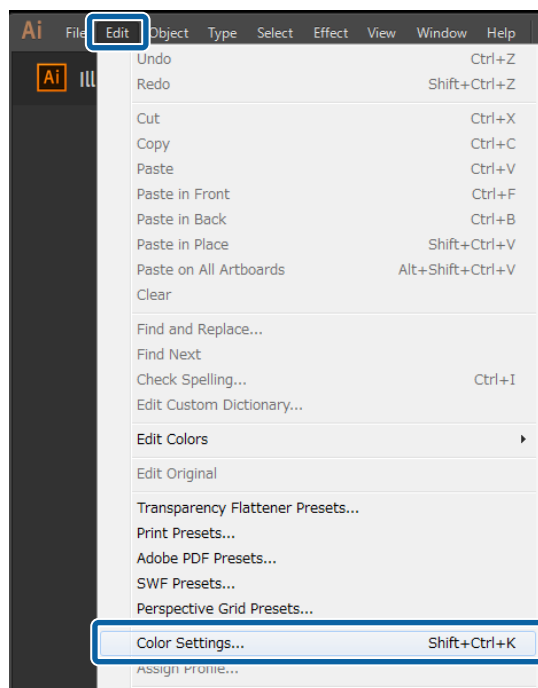 Ai File Edit Object Type Select Effect View Window Help
Ai Ill
Undo Ctrl+Z
Redo Shift+Ctrl+Z
Cut Ctrl+X
Copy Ctrl+C
Paste Ctrl+V
Paste in Front Ctrl+F
Paste in Back Ctrl+B
Paste in Place Shift+Ctrl+V
Paste on All Artboards Alt+Shift+Ctrl+V
Clear
Find and Replace...
Find Next
Check Spelling... Ctrl+I
Edit Custom Dictionary...
Edit Colors
Edit Original
Transparency Flattener Presets...
Print Presets...
Adobe PDF Presets...
SWF Presets...
Perspective Grid Presets...
Color Settings... Shift+Ctrl+K
Assign Profile...